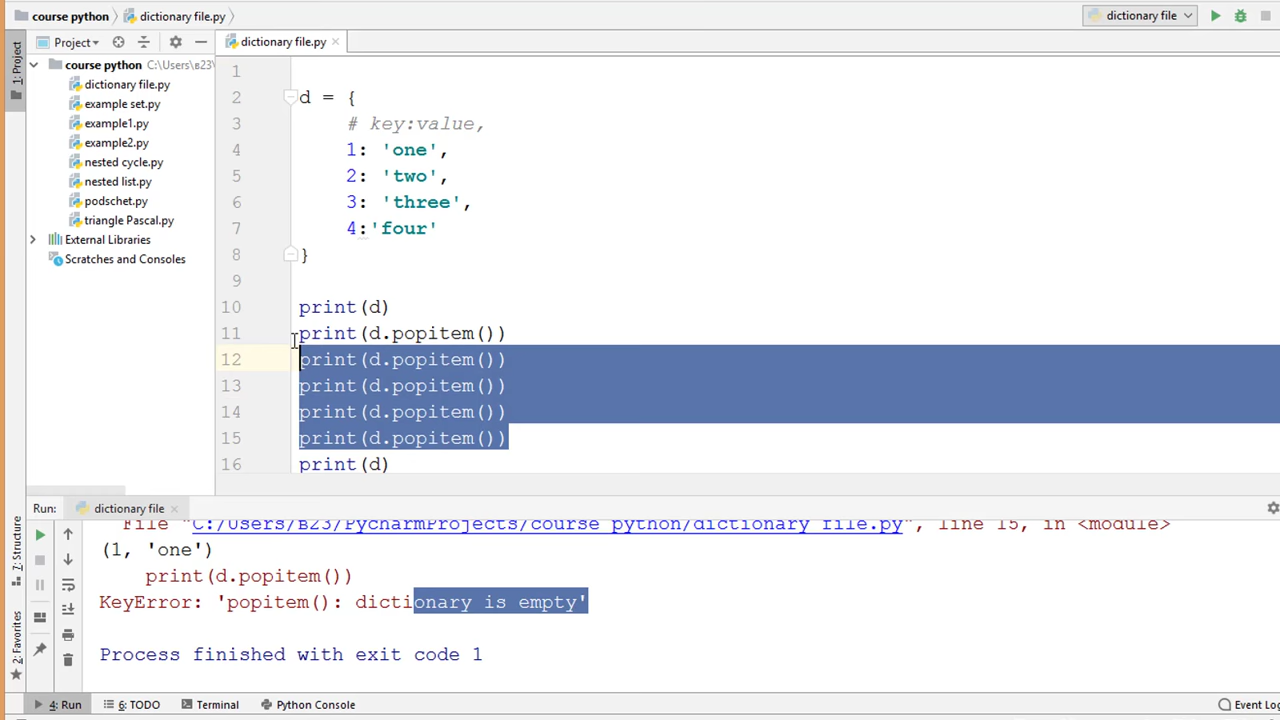 course python dictionary file.py dictionary file
1: Project Project dictionary file.py
course python C:\Users\в23\
dictionary file.py
example set.py
example1.py
example2.py
nested cycle.py
nested list.py
podschet.py
triangle Pascal.py
External Libraries
Scratches and Consoles
1
2 d = {
3 # key:value,
4 1: 'one',
5 2: 'two',
6 3: 'three',
7 4:'four'
8 }
9
10 print(d)
11 print(d.popitem())
12 print(d.popitem())
13 print(d.popitem())
14 print(d.popitem())
15 print(d.popitem())
16 print(d)
Run: dictionary file
File "C:/Users/в23/PycharmProjects/course python/dictionary file.py", line 15, in <module>
(1, 'one')
print(d.popitem())
KeyError: 'popitem(): dictionary is empty'
Process finished with exit code 1
7: Structure
2: Favorites
4: Run 6: TODO Terminal Python Console Event Log